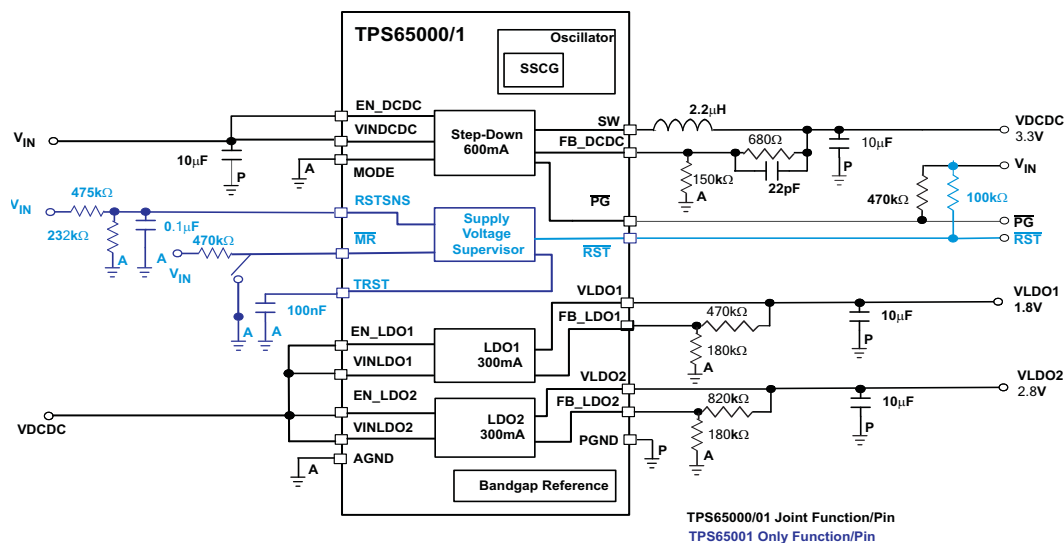 TPS65000/1
Oscillator
SSCG
EN_DCDC
VINDCDC
MODE
Step-Down
600mA
SW
FB_DCDC
2.2µH
680Ω
22pF
150kΩ
A
10µF
P
VDCDC
3.3V
VIN
10µF
P
A
VIN
470kΩ
100kΩ
PG
PG
RST
RST
VIN
475kΩ
232kΩ
A
0.1µF
A
470kΩ
VIN
A
100nF
A
RSTSNS
MR
TRST
Supply
Voltage
Supervisor
EN_LDO1
VINLDO1
LDO1
300mA
VLDO1
FB_LDO1
470kΩ
180kΩ
A
10µF
P
VLDO1
1.8V
EN_LDO2
VINLDO2
LDO2
300mA
VLDO2
FB_LDO2
820kΩ
180kΩ
A
10µF
P
VLDO2
2.8V
VDCDC
AGND
A
PGND
P
Bandgap Reference
TPS65000/01 Joint Function/Pin
TPS65001 Only Function/Pin